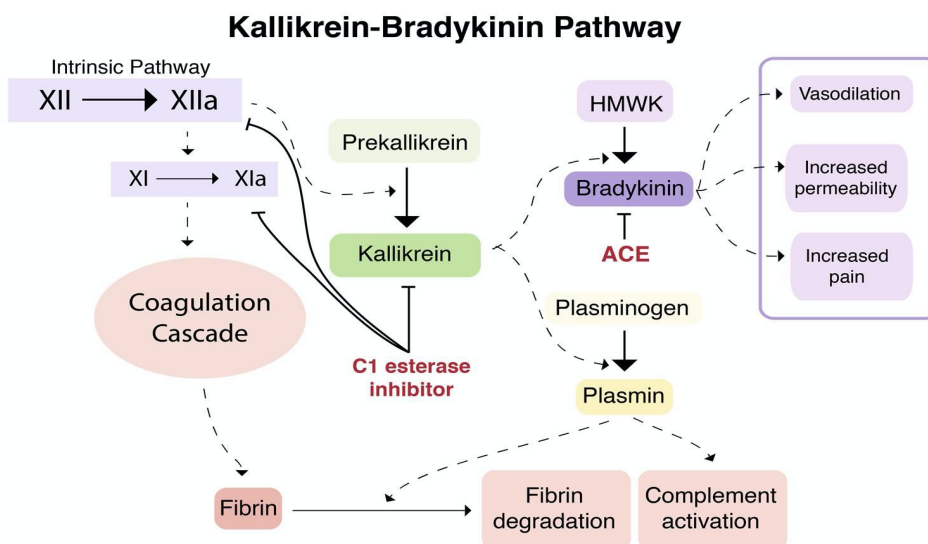 Kallikrein-Bradykinin Pathway
Intrinsic Pathway
XII XIIa
XI XIa
Coagulation
Cascade
Fibrin
Prekallikrein
Kallikrein
C1 esterase
inhibitor
HMWK
Bradykinin
ACE
Plasminogen
Plasmin
Fibrin
degradation
Complement
activation
Vasodilation
Increased
permeability
Increased
pain